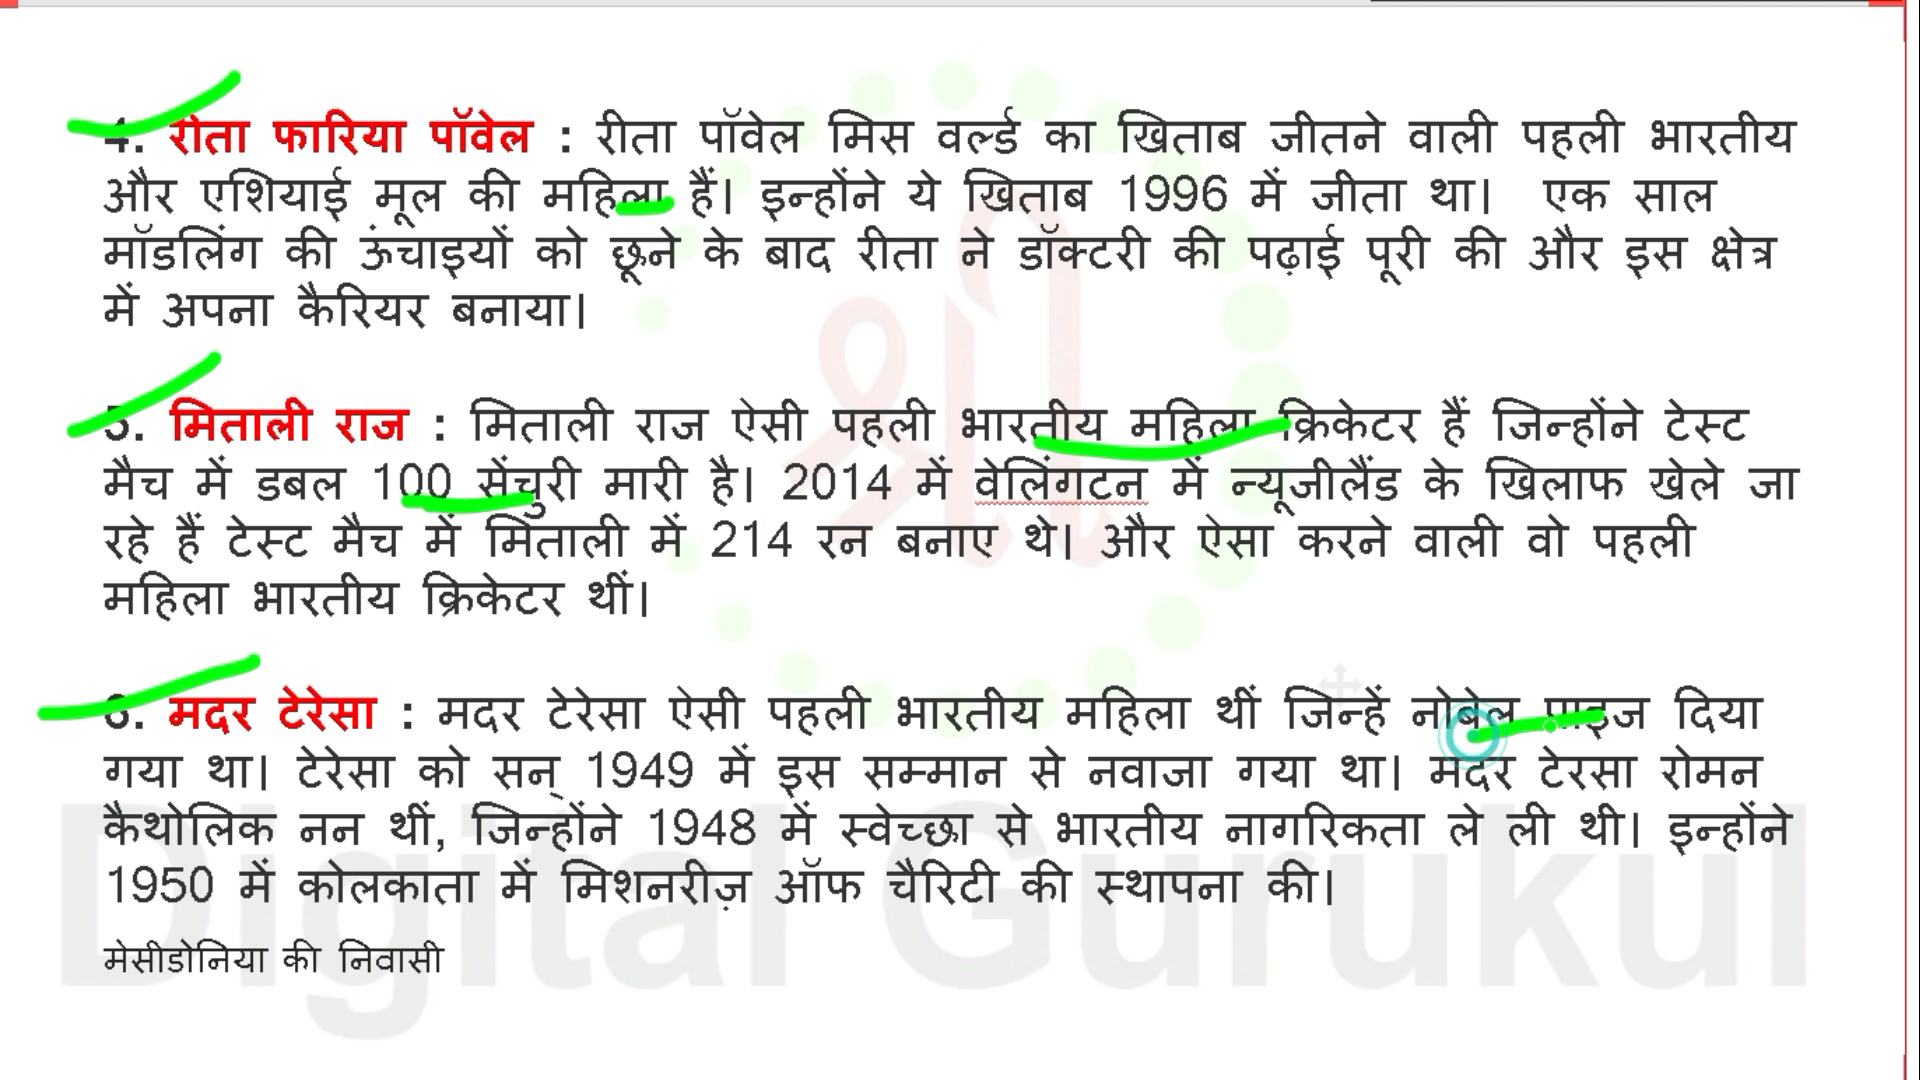 4. रीता फारिया पॉवेल : रीता पॉवेल मिस वर्ल्ड का खिताब जीतने वाली पहली भारतीय
और एशियाई मूल की महिला हैं। इन्होंने ये खिताब 1996 में जीता था। एक साल
मॉडलिंग की ऊंचाइयों को छूने के बाद रीता ने डॉक्टरी की पढ़ाई पूरी की और इस क्षेत्र
में अपना कैरियर बनाया।
5. मिताली राज : मिताली राज ऐसी पहली भारतीय महिला क्रिकेटर हैं जिन्होंने टेस्ट
मैच में डबल 100 सेंचुरी मारी है। 2014 में वेलिंगटन में न्यूजीलैंड के खिलाफ खेले जा
रहे हैं टेस्ट मैच में मिताली में 214 रन बनाए थे। और ऐसा करने वाली वो पहली
महिला भारतीय क्रिकेटर थीं।
6. मदर टेरेसा : मदर टेरेसा ऐसी पहली भारतीय महिला थीं जिन्हें नोबेल प्राइज दिया
गया था। टेरेसा को सन् 1949 में इस सम्मान से नवाजा गया था। मदर टेरसा रोमन
कैथोलिक नन थीं, जिन्होंने 1948 में स्वेच्छा से भारतीय नागरिकता ले ली थी। इन्होंने
1950 में कोलकाता में मिशनरीज़ ऑफ चैरिटी की स्थापना की।
मेसीडोनिया की निवासी
श्री
Digital Gurukul